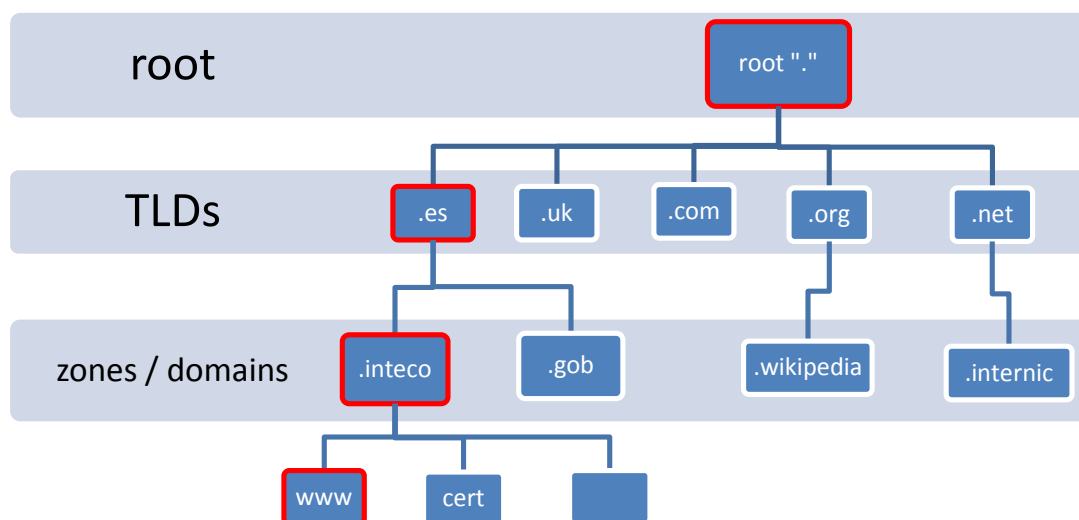 root
root "."
TLDs
.es
.uk
.com
.org
.net
zones / domains
.inteco
.gob
.wikipedia
.internic
www
cert